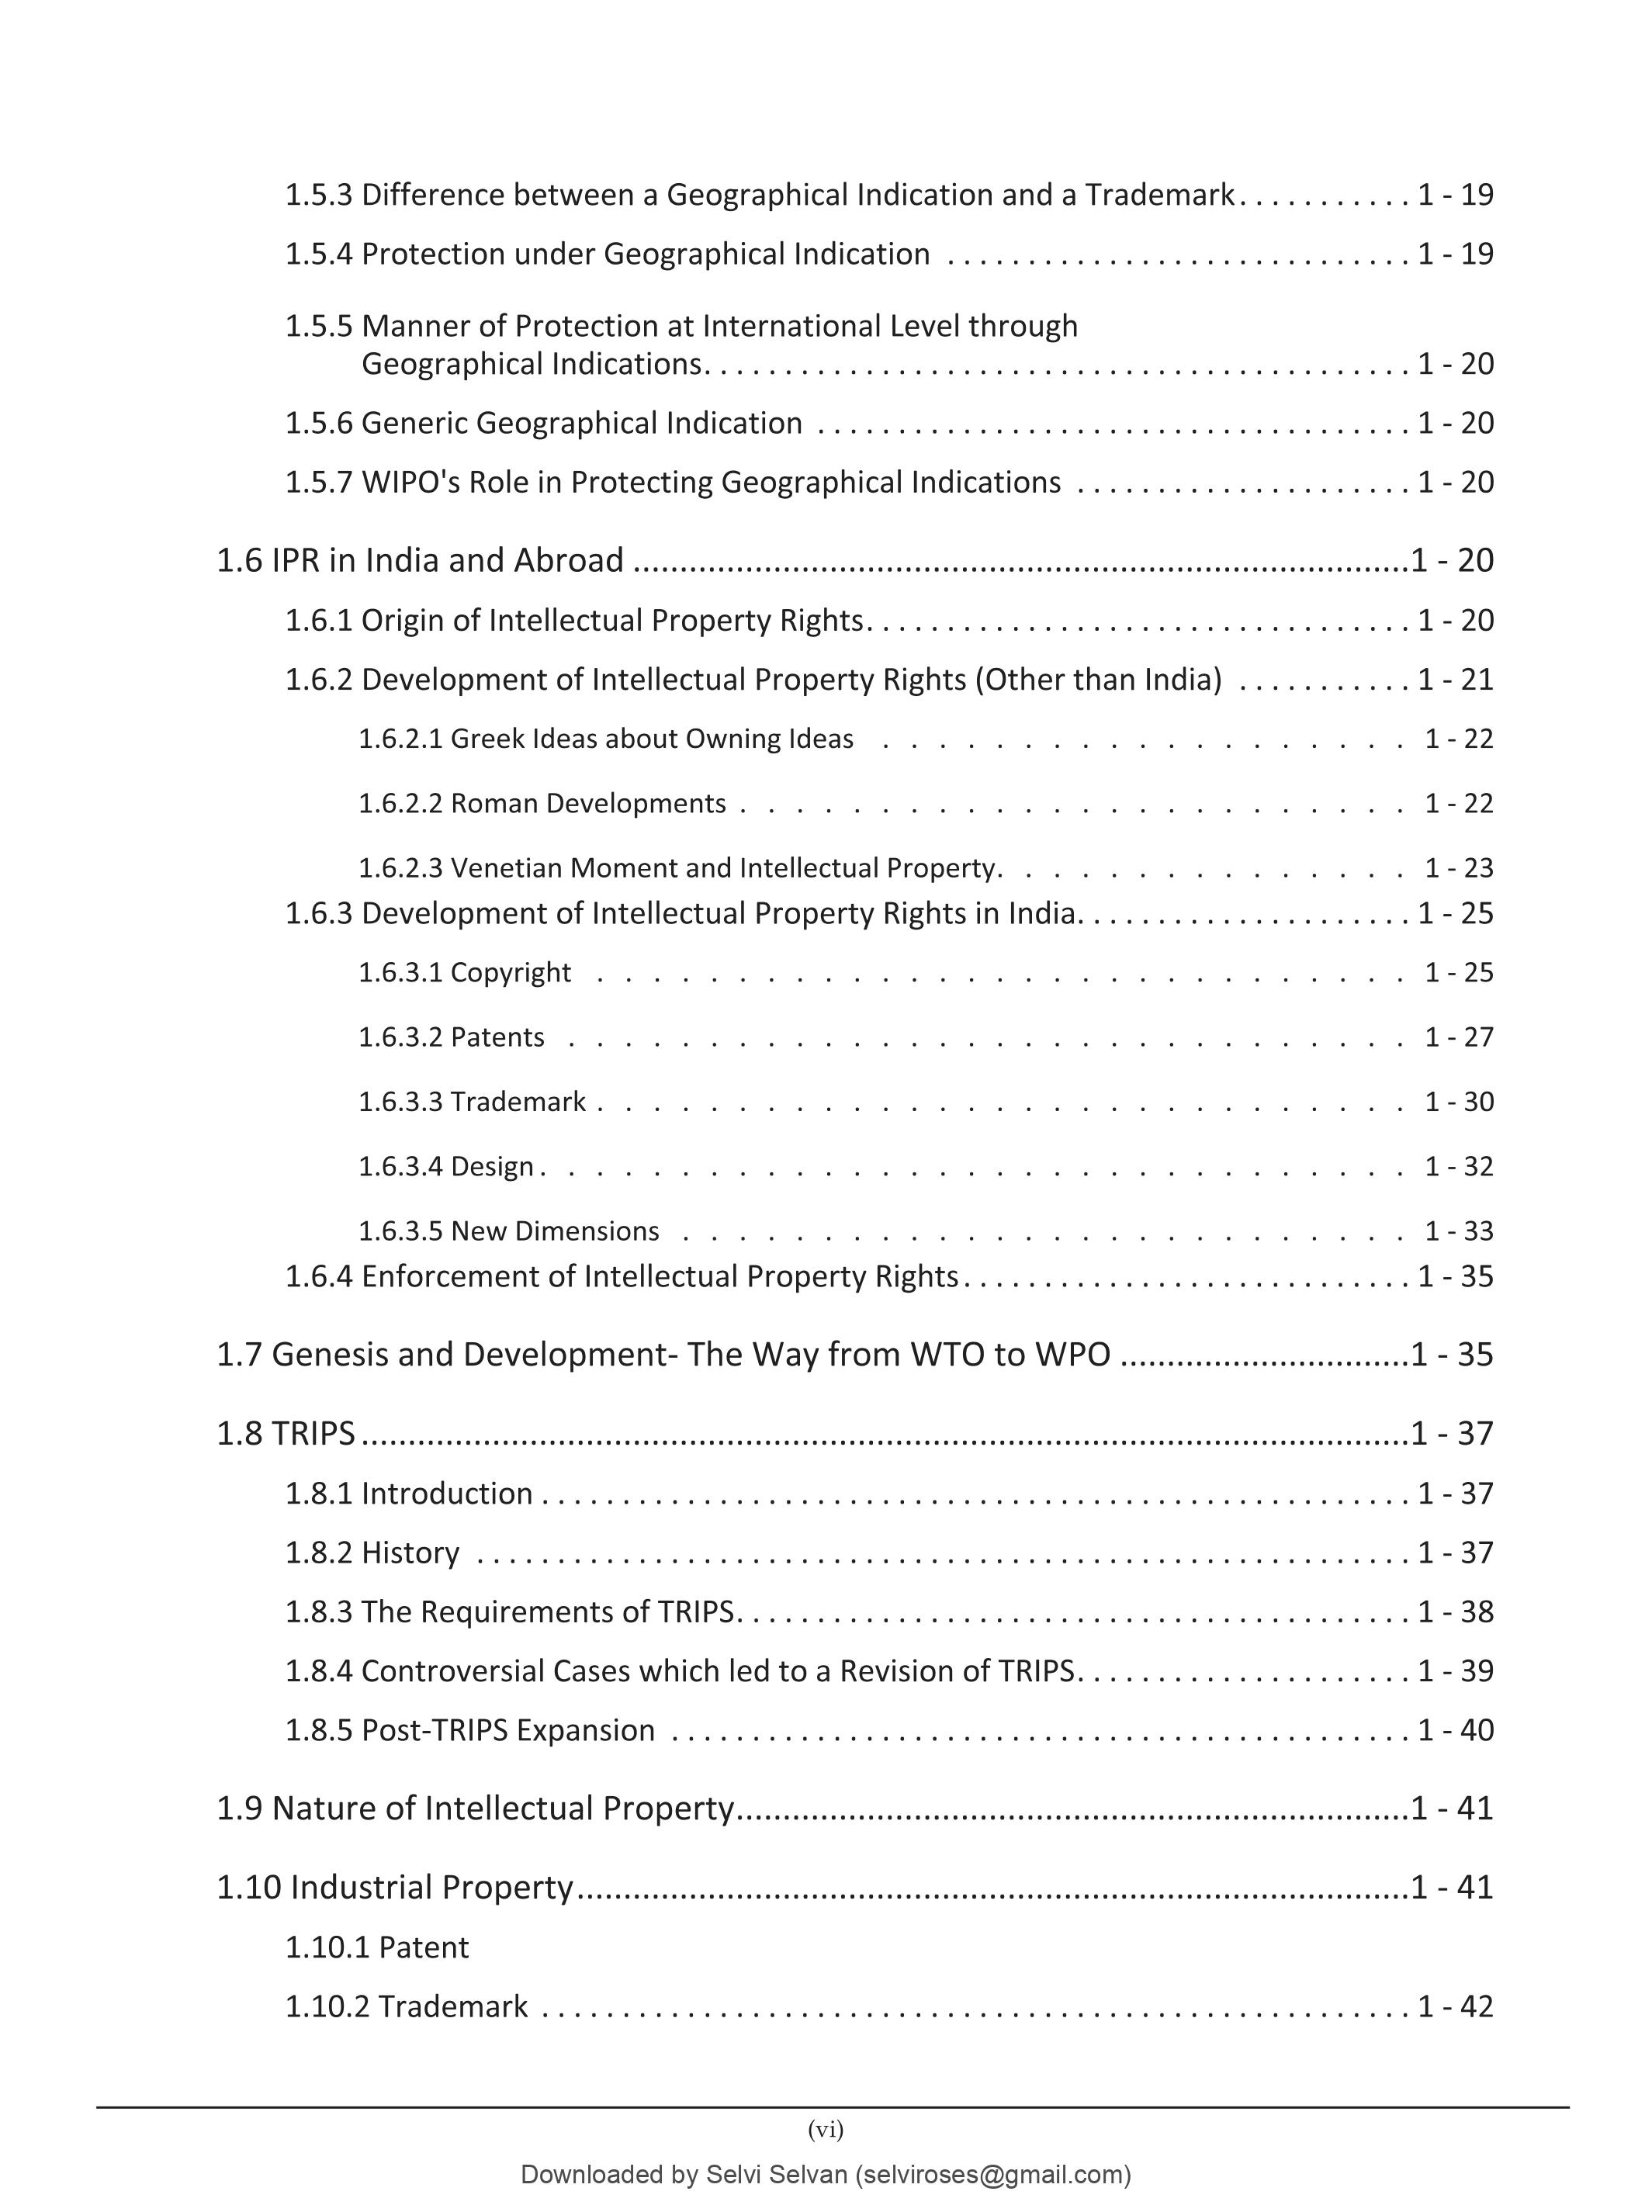 1.5.3 Difference between a Geographical Indication and a Trademark . . . . . . . . . . . 1 - 19
1.5.4 Protection under Geographical Indication . . . . . . . . . . . . . . . . . . . . . . . . . . . . . 1 - 19
1.5.5 Manner of Protection at International Level through
Geographical Indications. . . . . . . . . . . . . . . . . . . . . . . . . . . . . . . . . . . . . . . . . . . . 1 - 20
1.5.6 Generic Geographical Indication . . . . . . . . . . . . . . . . . . . . . . . . . . . . . . . . . . . . . 1 - 20
1.5.7 WIPO's Role in Protecting Geographical Indications . . . . . . . . . . . . . . . . . . . . . 1 - 20
1.6 IPR in India and Abroad ...................................................................................1 - 20
1.6.1 Origin of Intellectual Property Rights. . . . . . . . . . . . . . . . . . . . . . . . . . . . . . . . . . 1 - 20
1.6.2 Development of Intellectual Property Rights (Other than India) . . . . . . . . . . . 1 - 21
1.6.2.1 Greek Ideas about Owning Ideas . . . . . . . . . . . . . . . . . . . 1 - 22
1.6.2.2 Roman Developments . . . . . . . . . . . . . . . . . . . . . . . . 1 - 22
1.6.2.3 Venetian Moment and Intellectual Property. . . . . . . . . . . . . . . 1 - 23
1.6.3 Development of Intellectual Property Rights in India. . . . . . . . . . . . . . . . . . . . . 1 - 25
1.6.3.1 Copyright . . . . . . . . . . . . . . . . . . . . . . . . . . . . . 1 - 25
1.6.3.2 Patents . . . . . . . . . . . . . . . . . . . . . . . . . . . . . . 1 - 27
1.6.3.3 Trademark . . . . . . . . . . . . . . . . . . . . . . . . . . . . . 1 - 30
1.6.3.4 Design . . . . . . . . . . . . . . . . . . . . . . . . . . . . . . . 1 - 32
1.6.3.5 New Dimensions . . . . . . . . . . . . . . . . . . . . . . . . . . 1 - 33
1.6.4 Enforcement of Intellectual Property Rights . . . . . . . . . . . . . . . . . . . . . . . . . . . . 1 - 35
1.7 Genesis and Development- The Way from WTO to WPO ...............................1 - 35
1.8 TRIPS ................................................................................................................1 - 37
1.8.1 Introduction . . . . . . . . . . . . . . . . . . . . . . . . . . . . . . . . . . . . . . . . . . . . . . . . . . . . . . 1 - 37
1.8.2 History . . . . . . . . . . . . . . . . . . . . . . . . . . . . . . . . . . . . . . . . . . . . . . . . . . . . . . . . . . 1 - 37
1.8.3 The Requirements of TRIPS. . . . . . . . . . . . . . . . . . . . . . . . . . . . . . . . . . . . . . . . . . 1 - 38
1.8.4 Controversial Cases which led to a Revision of TRIPS. . . . . . . . . . . . . . . . . . . . . 1 - 39
1.8.5 Post-TRIPS Expansion . . . . . . . . . . . . . . . . . . . . . . . . . . . . . . . . . . . . . . . . . . . . . . 1 - 40
1.9 Nature of Intellectual Property........................................................................1 - 41
1.10 Industrial Property.........................................................................................1 - 41
1.10.1 Patent
1.10.2 Trademark . . . . . . . . . . . . . . . . . . . . . . . . . . . . . . . . . . . . . . . . . . . . . . . . . . . . . . 1 - 42
(vi)
Downloaded by Selvi Selvan (selviroses@gmail.com)